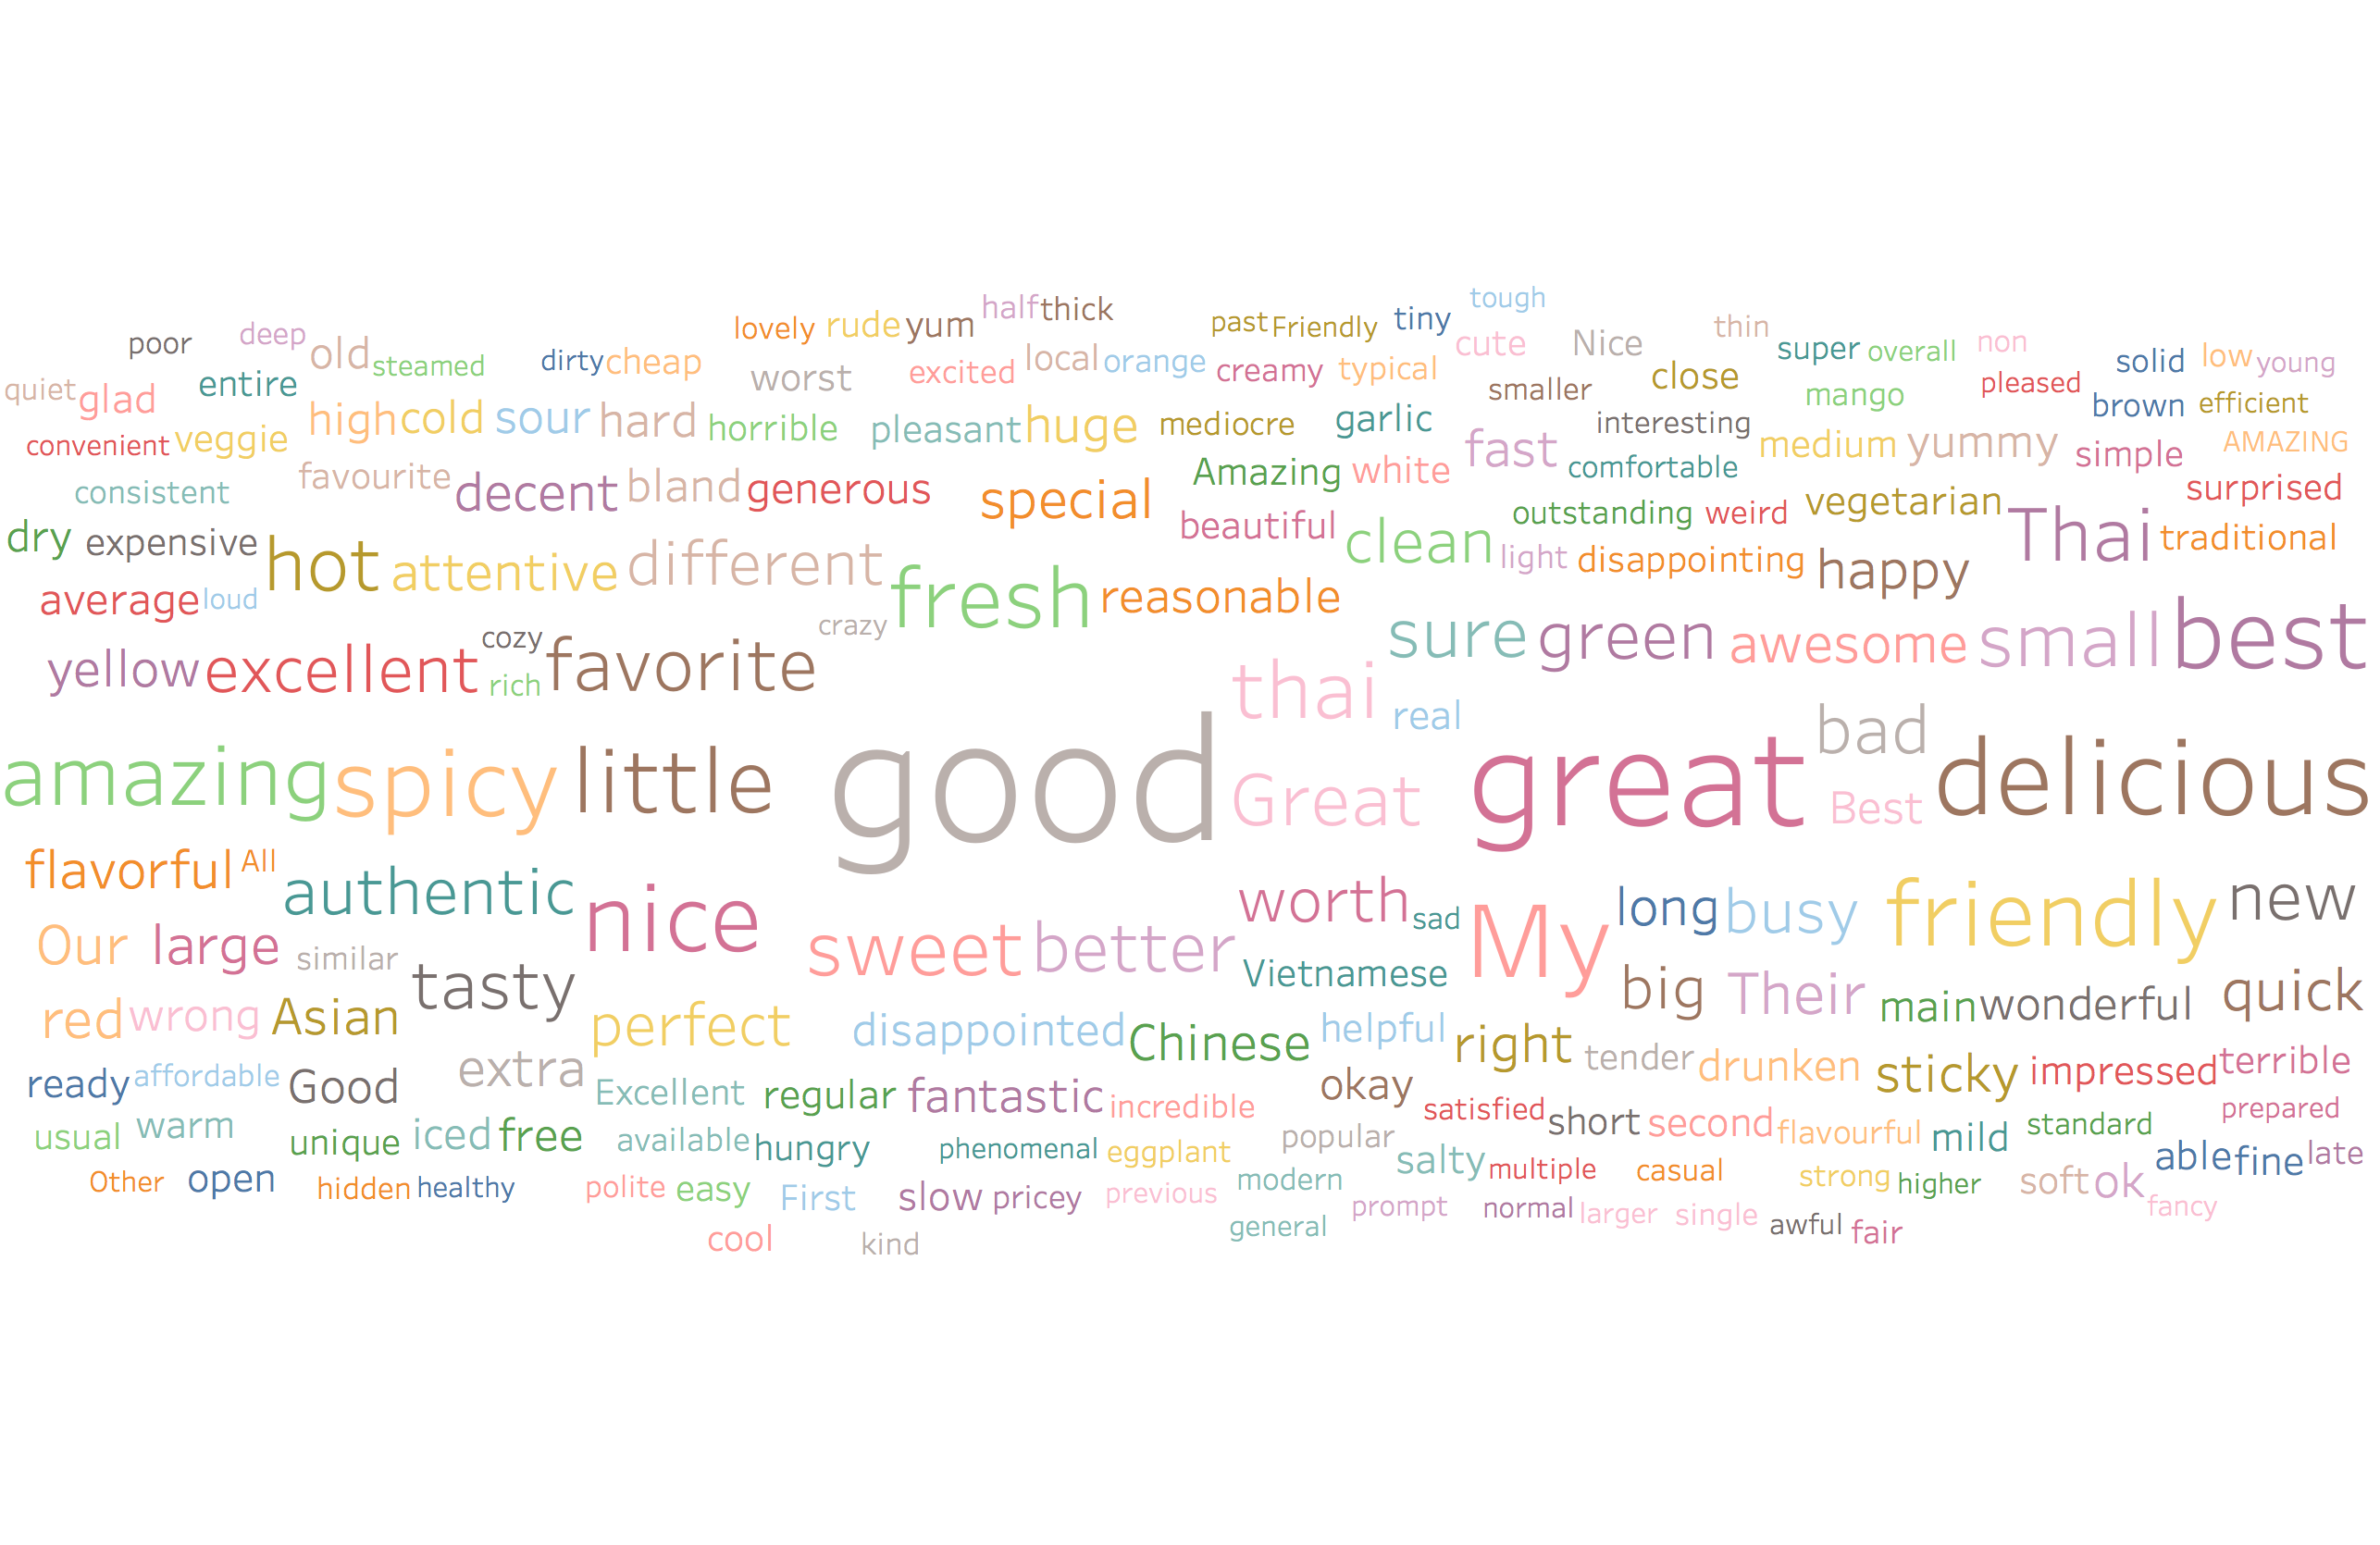 tough
half thick
lovely rude yum past Friendly tiny
poor deep old steamed dirty cheap local orange cute Nice thin super overall non
quiet glad entire worst excited creamy typical smaller close mango pleased solid low young
convenient veggie high cold sour hard horrible pleasant huge mediocre garlic interesting brown efficient
consistent favourite decent bland generous special Amazing white fast comfortable medium yummy simple AMAZING
dry expensive beautiful clean outstanding weird vegetarian Thai surprised
hot attentive different light disappointing happy traditional
average loud fresh reasonable
yellow excellent cozy rich favorite crazy sure green awesome small best
thai real bad
amazing spicy little good Great great Best delicious
flavorful All authentic nice worth sad My long busy friendly new
Our large similar tasty sweet better Vietnamese big Their main wonderful quick
red wrong Asian perfect disappointed Chinese helpful right tender drunken sticky impressed terrible
ready affordable Good extra Excellent regular fantastic incredible okay satisfied short second flavourful mild standard prepared
usual warm unique iced free available hungry phenomenal eggplant popular salty multiple casual strong higher soft ok able fine late
Other open hidden healthy polite easy First slow pricey previous modern prompt normal larger single awful fair fancy
cool kind general